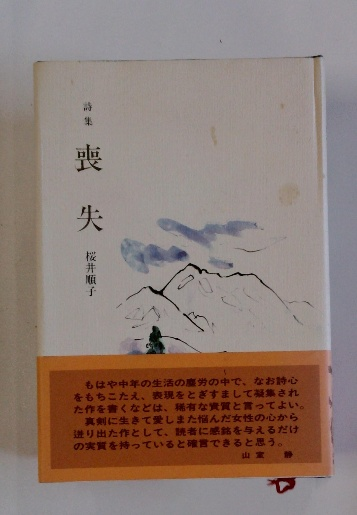 詩集
喪失
桜井順子
もはや中年の生活の塵労の中で、なお詩心
をもちこたえ、表現をとぎすまして凝集され
た作を書くなどは、稀有な資質と言ってよい。
真剣に生きて愛しまた悩んだ女性の心から
迸り出た作として、読者に感銘を与えるだけ
の実質を持っていると確言できると思う。
山室 静